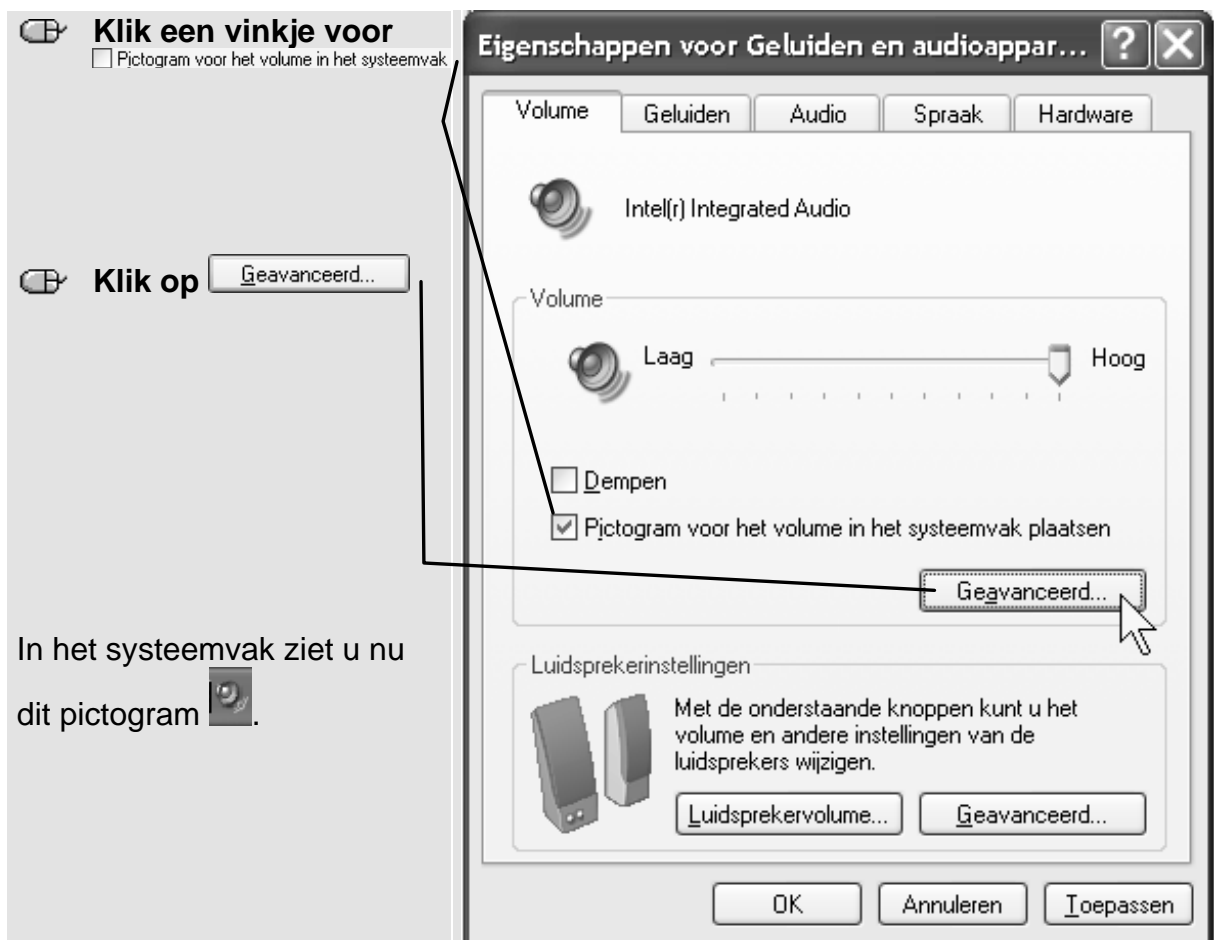 Klik een vinkje voor
Pictogram voor het volume in het systeemvak
Klik op Geavanceerd...
In het systeemvak ziet u nu
dit pictogram .
Eigenschappen voor Geluiden en audioappar... ? X
Volume Geluiden Audio Spraak Hardware
Intel(r) Integrated Audio
Volume
Laag Hoog
Dempen
Pictogram voor het volume in het systeemvak plaatsen
Geavanceerd...
Luidsprekerinstellingen
Met de onderstaande knoppen kunt u het
volume en andere instellingen van de
luidsprekers wijzigen.
Luidsprekervolume... Geavanceerd...
OK Annuleren Toepassen